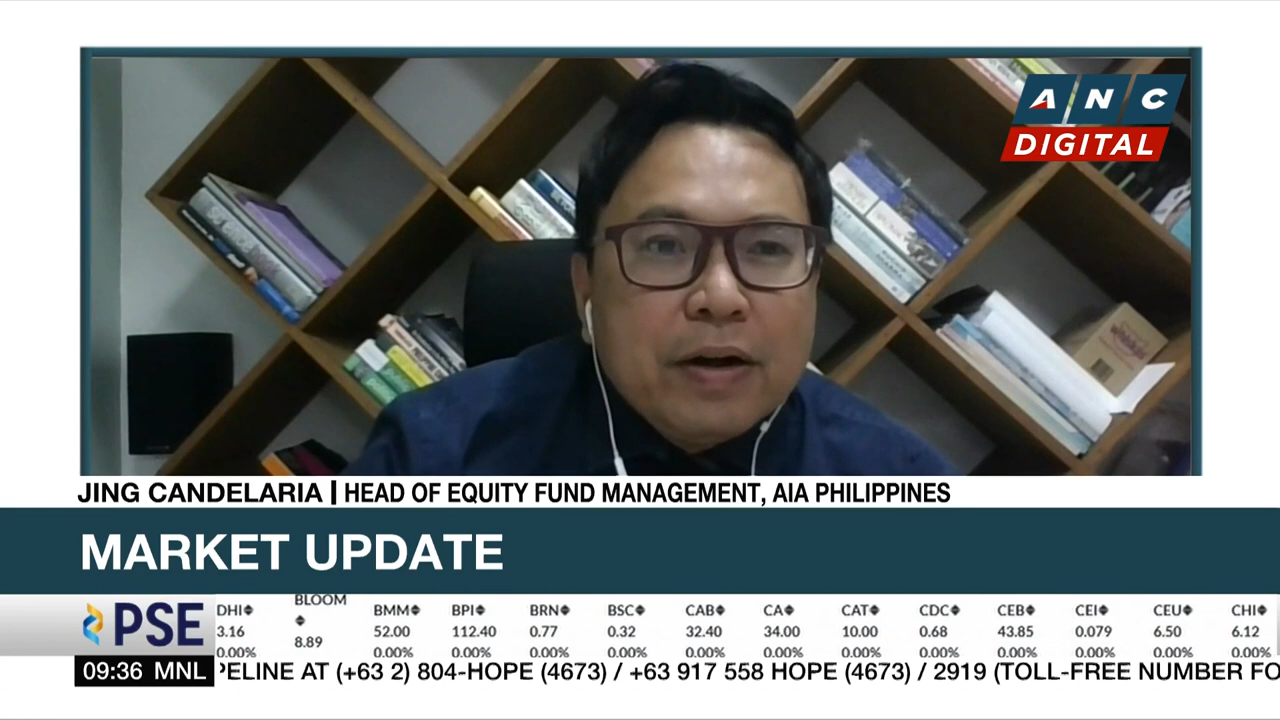 ANC
DIGITAL
JING CANDELARIA | HEAD OF EQUITY FUND MANAGEMENT, AIA PHILIPPINES
MARKET UPDATE
BLOOM
DHI BMM BPI BRN BSC CAB CA CAT CDC CEB CEI CEU CHI
3.16 8.89 52.00 112.40 0.77 0.32 32.40 34.00 10.00 0.68 43.85 0.079 6.50 6.12
0.00% 0.00% 0.00% 0.00% 0.00% 0.00% 0.00% 0.00% 0.00% 0.00% 0.00% 0.00% 0.00%
PSE
09:36 MNL
PELINE AT (+63 2) 804-HOPE (4673) / +63 917 558 HOPE (4673) / 2919 (TOLL-FREE NUMBER FO